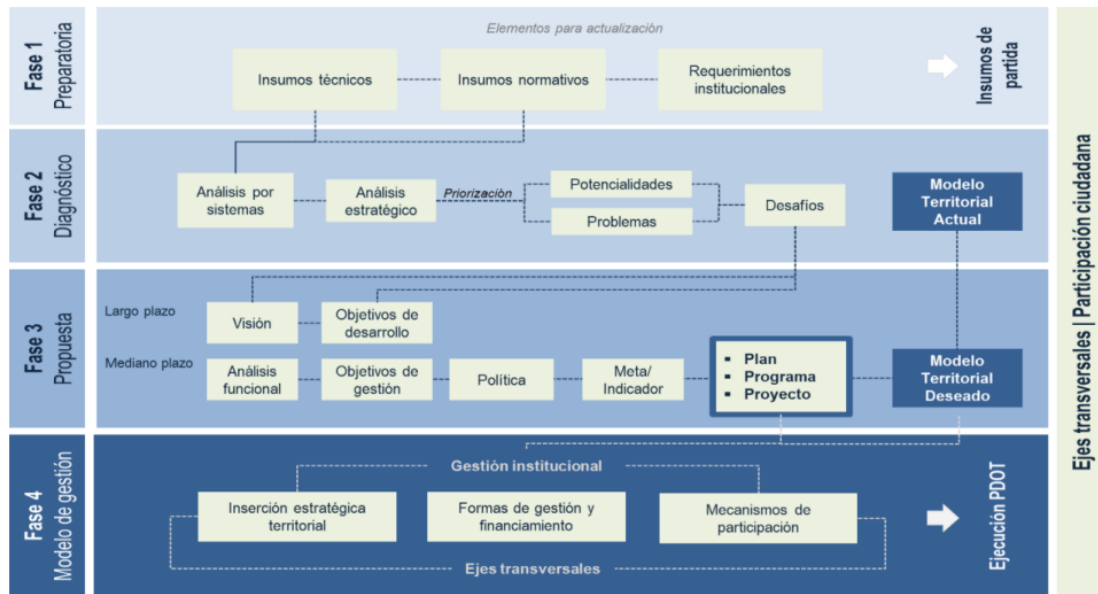 Fase 1
Preparatoria
Elementos para actualización
Insumos técnicos
Insumos normativos
Requerimientos
institucionales
Insumos de
partida
Fase 2
Diagnóstico
Análisis por
sistemas
Análisis
estratégico
Priorización
Potencialidades
Problemas
Desafíos
Modelo
Territorial
Actual
Fase 3
Propuesta
Largo plazo
Visión
Objetivos de
desarrollo
Mediano plazo
Análisis
funcional
Objetivos de
gestión
Política
Meta/
Indicador
▪ Plan
▪ Programa
▪ Proyecto
Modelo
Territorial
Deseado
Fase 4
Modelo de gestión
Gestión institucional
Inserción estratégica
territorial
Formas de gestión y
financiamiento
Mecanismos de
participación
Ejes transversales
Ejecución PDOT
Ejes transversales | Participación ciudadana